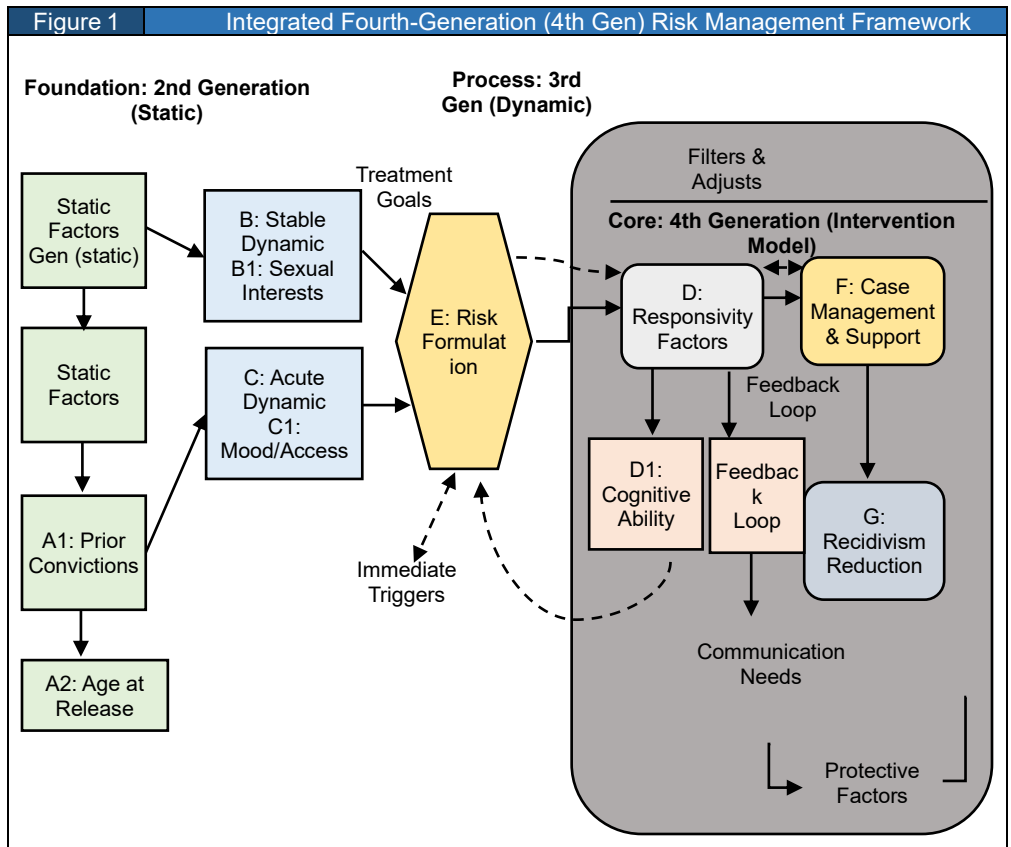 Figure 1
Integrated Fourth-Generation (4th Gen) Risk Management Framework
Foundation: 2nd Generation
(Static)
Process: 3rd
Gen (Dynamic)
Static
Factors
Gen (static)
Static
Factors
A1: Prior
Convictions
A2: Age at
Release
B: Stable
Dynamic
B1: Sexual
Interests
C: Acute
Dynamic
C1:
Mood/Access
Treatment
Goals
E: Risk
Formulat
ion
Immediate
Triggers
Filters &
Adjusts
Core: 4th Generation (Intervention
Model)
D:
Responsivity
Factors
F: Case
Management
& Support
Feedback
Loop
D1:
Cognitive
Ability
Feedbac
k
Loop
G:
Recidivism
Reduction
Communication
Needs
Protective
Factors